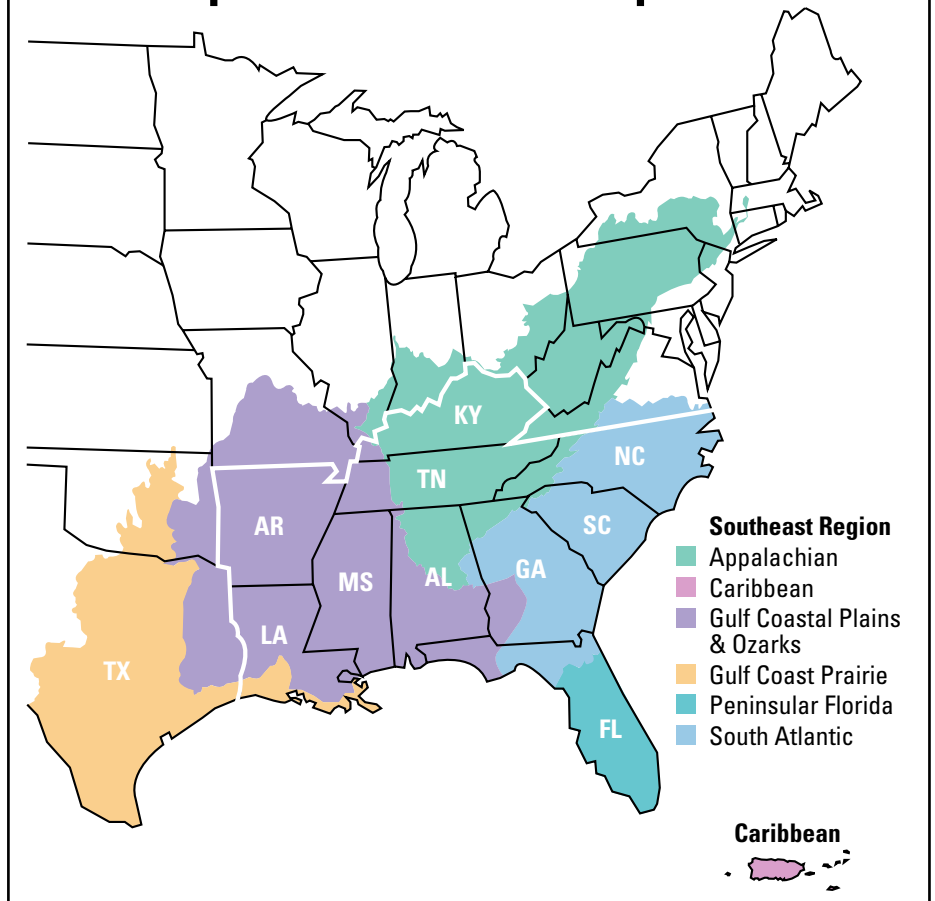 KY
TN
NC
AR
SC
MS
AL
GA
LA
TX
FL
Southeast Region
Appalachian
Caribbean
Gulf Coastal Plains
& Ozarks
Gulf Coast Prairie
Peninsular Florida
South Atlantic
Caribbean